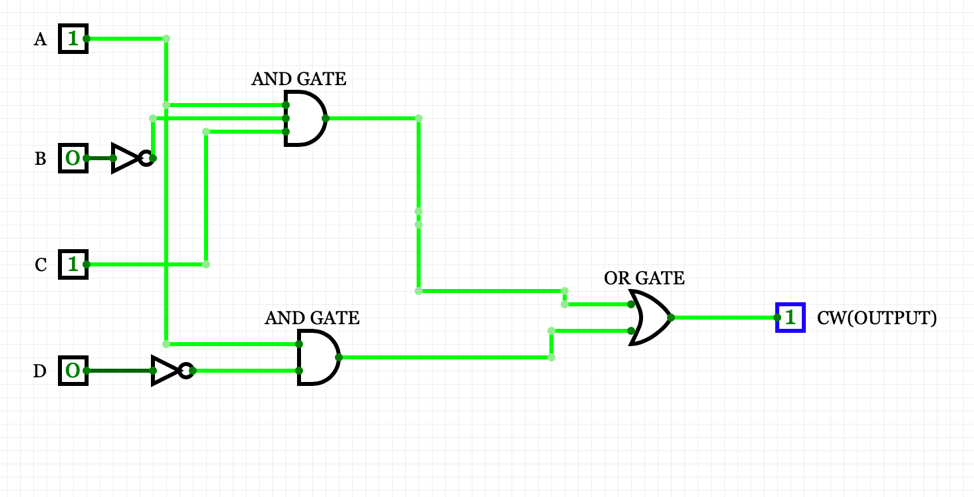 A 1
AND GATE
B 0
C 1
OR GATE
1 CW(OUTPUT)
AND GATE
D 0